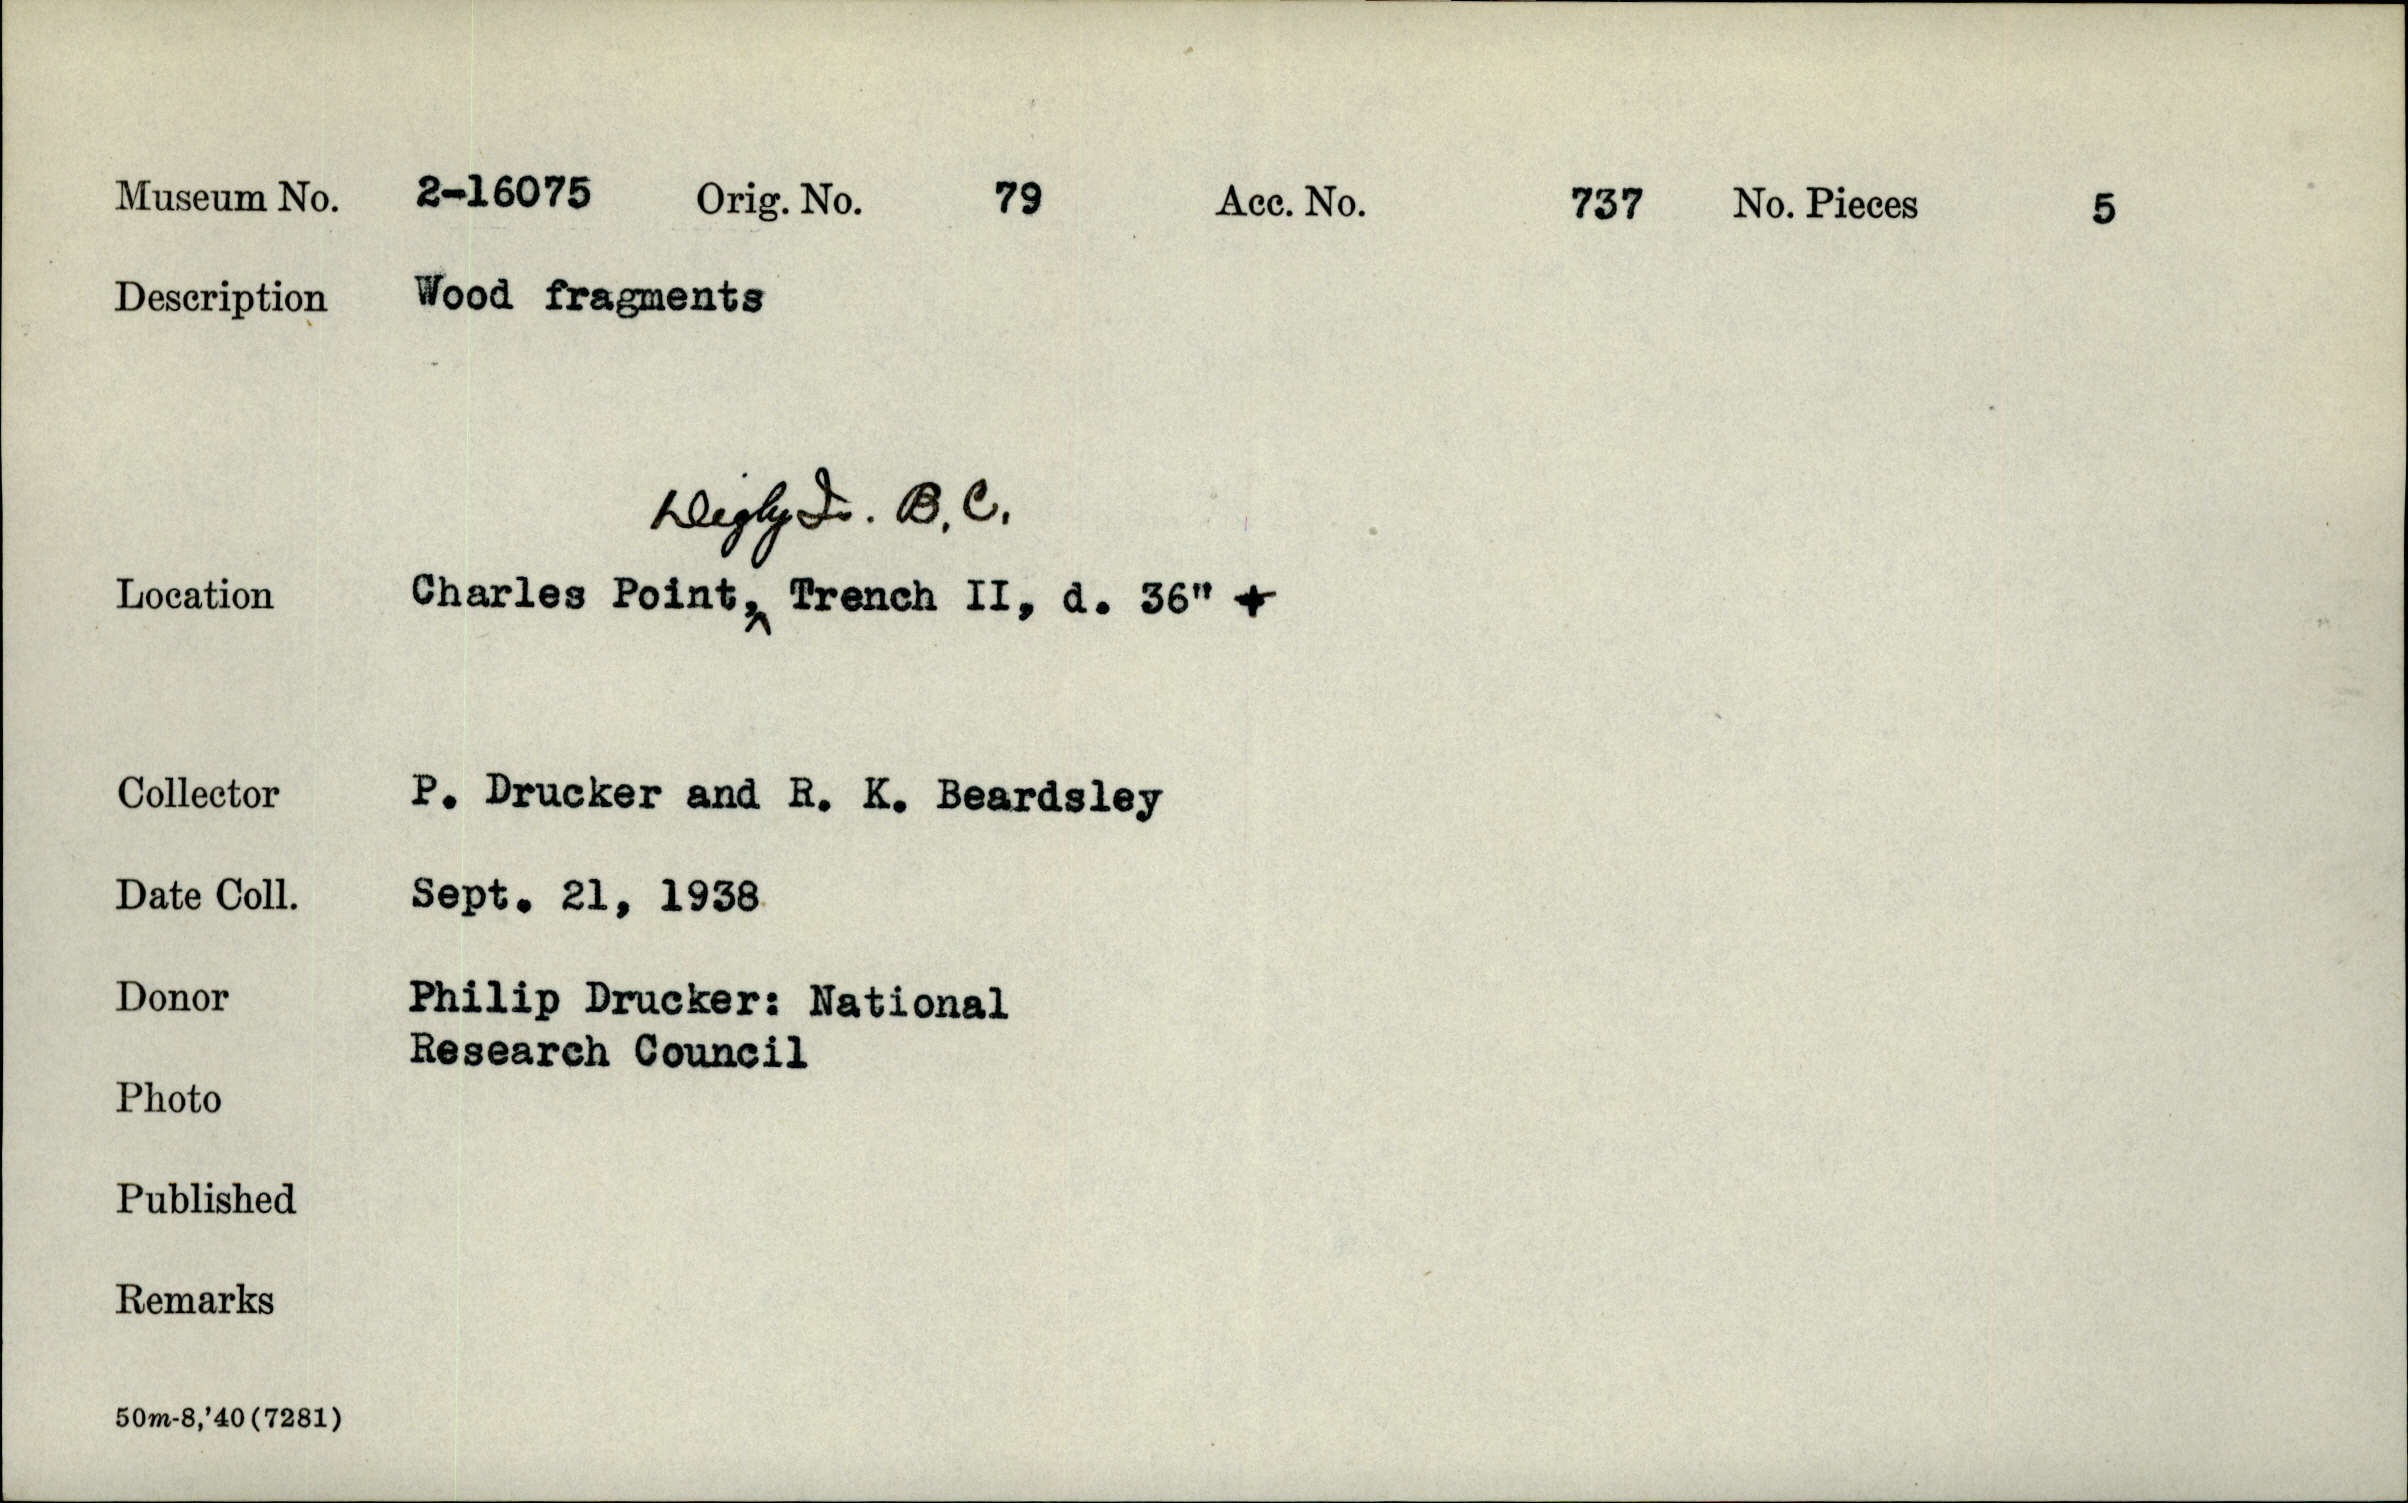 Museum No. 2-16075 Orig. No. 79 Acc. No. 737 No. Pieces 5
Description Wood fragments
Digby Is. B.C.
Location Charles Point,^ Trench II, d. 36" +
Collector P. Drucker and R. K. Beardsley
Date Coll. Sept. 21, 1938
Donor Philip Drucker: National
Research Council
Photo
Published
Remarks
50m-8,'40(7281)